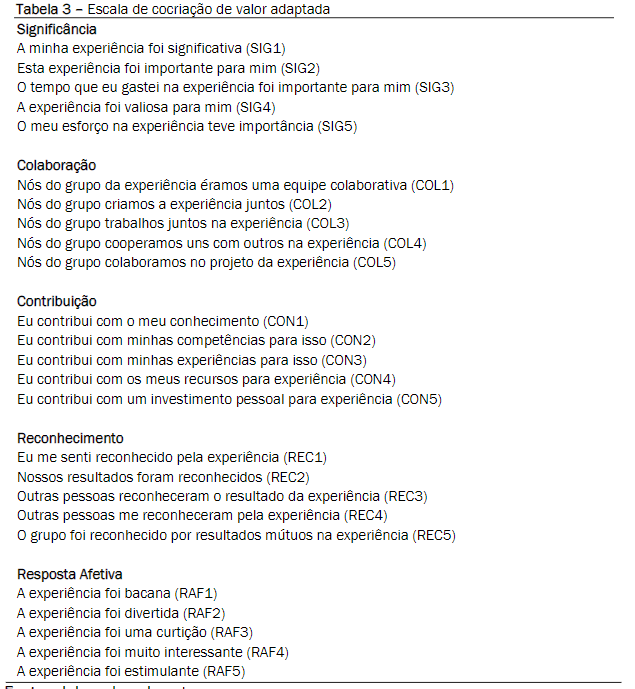 Tabela 3 – Escala de cocriação de valor adaptada
Significância
A minha experiência foi significativa (SIG1)
Esta experiência foi importante para mim (SIG2)
O tempo que eu gastei na experiência foi importante para mim (SIG3)
A experiência foi valiosa para mim (SIG4)
O meu esforço na experiência teve importância (SIG5)
Colaboração
Nós do grupo da experiência éramos uma equipe colaborativa (COL1)
Nós do grupo criamos a experiência juntos (COL2)
Nós do grupo trabalhos juntos na experiência (COL3)
Nós do grupo cooperamos uns com outros na experiência (COL4)
Nós do grupo colaboramos no projeto da experiência (COL5)
Contribuição
Eu contribui com o meu conhecimento (CON1)
Eu contribui com minhas competências para isso (CON2)
Eu contribui com minhas experiências para isso (CON3)
Eu contribui com os meus recursos para experiência (CON4)
Eu contribui com um investimento pessoal para experiência (CON5)
Reconhecimento
Eu me senti reconhecido pela experiência (REC1)
Nossos resultados foram reconhecidos (REC2)
Outras pessoas reconheceram o resultado da experiência (REC3)
Outras pessoas me reconheceram pela experiência (REC4)
O grupo foi reconhecido por resultados mútuos na experiência (REC5)
Resposta Afetiva
A experiência foi bacana (RAF1)
A experiência foi divertida (RAF2)
A experiência foi uma curtição (RAF3)
A experiência foi muito interessante (RAF4)
A experiência foi estimulante (RAF5)